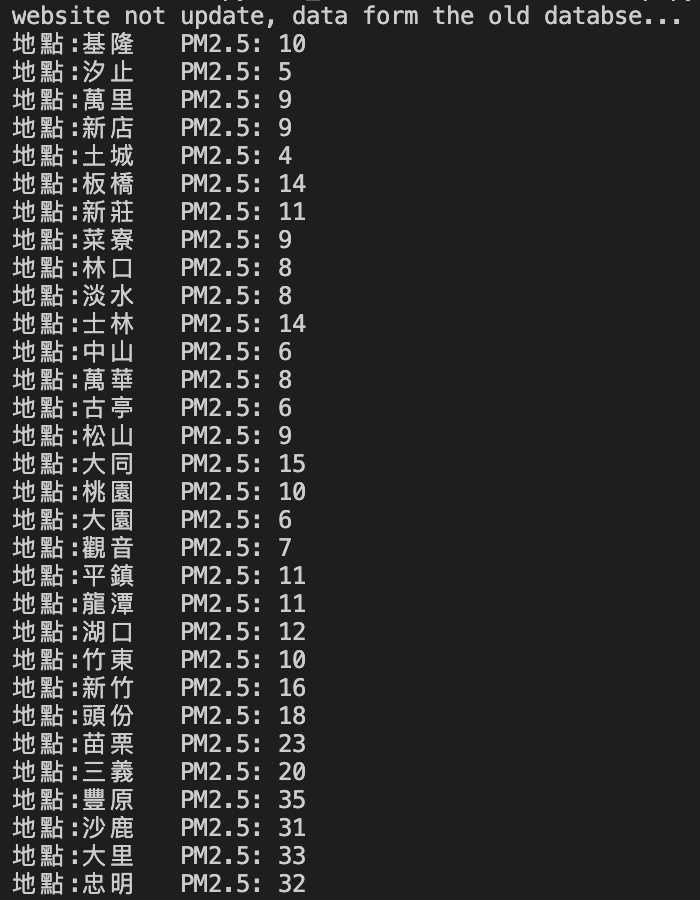 website not update, data form the old databse...
地點:基隆 PM2.5: 10
地點:汐止 PM2.5: 5
地點:萬里 PM2.5: 9
地點:新店 PM2.5: 9
地點:土城 PM2.5: 4
地點:板橋 PM2.5: 14
地點:新莊 PM2.5: 11
地點:菜寮 PM2.5: 9
地點:林口 PM2.5: 8
地點:淡水 PM2.5: 8
地點:士林 PM2.5: 14
地點:中山 PM2.5: 6
地點:萬華 PM2.5: 8
地點:古亭 PM2.5: 6
地點:松山 PM2.5: 9
地點:大同 PM2.5: 15
地點:桃園 PM2.5: 10
地點:大園 PM2.5: 6
地點:觀音 PM2.5: 7
地點:平鎮 PM2.5: 11
地點:龍潭 PM2.5: 11
地點:湖口 PM2.5: 12
地點:竹東 PM2.5: 10
地點:新竹 PM2.5: 16
地點:頭份 PM2.5: 18
地點:苗栗 PM2.5: 23
地點:三義 PM2.5: 20
地點:豐原 PM2.5: 35
地點:沙鹿 PM2.5: 31
地點:大里 PM2.5: 33
地點:忠明 PM2.5: 32